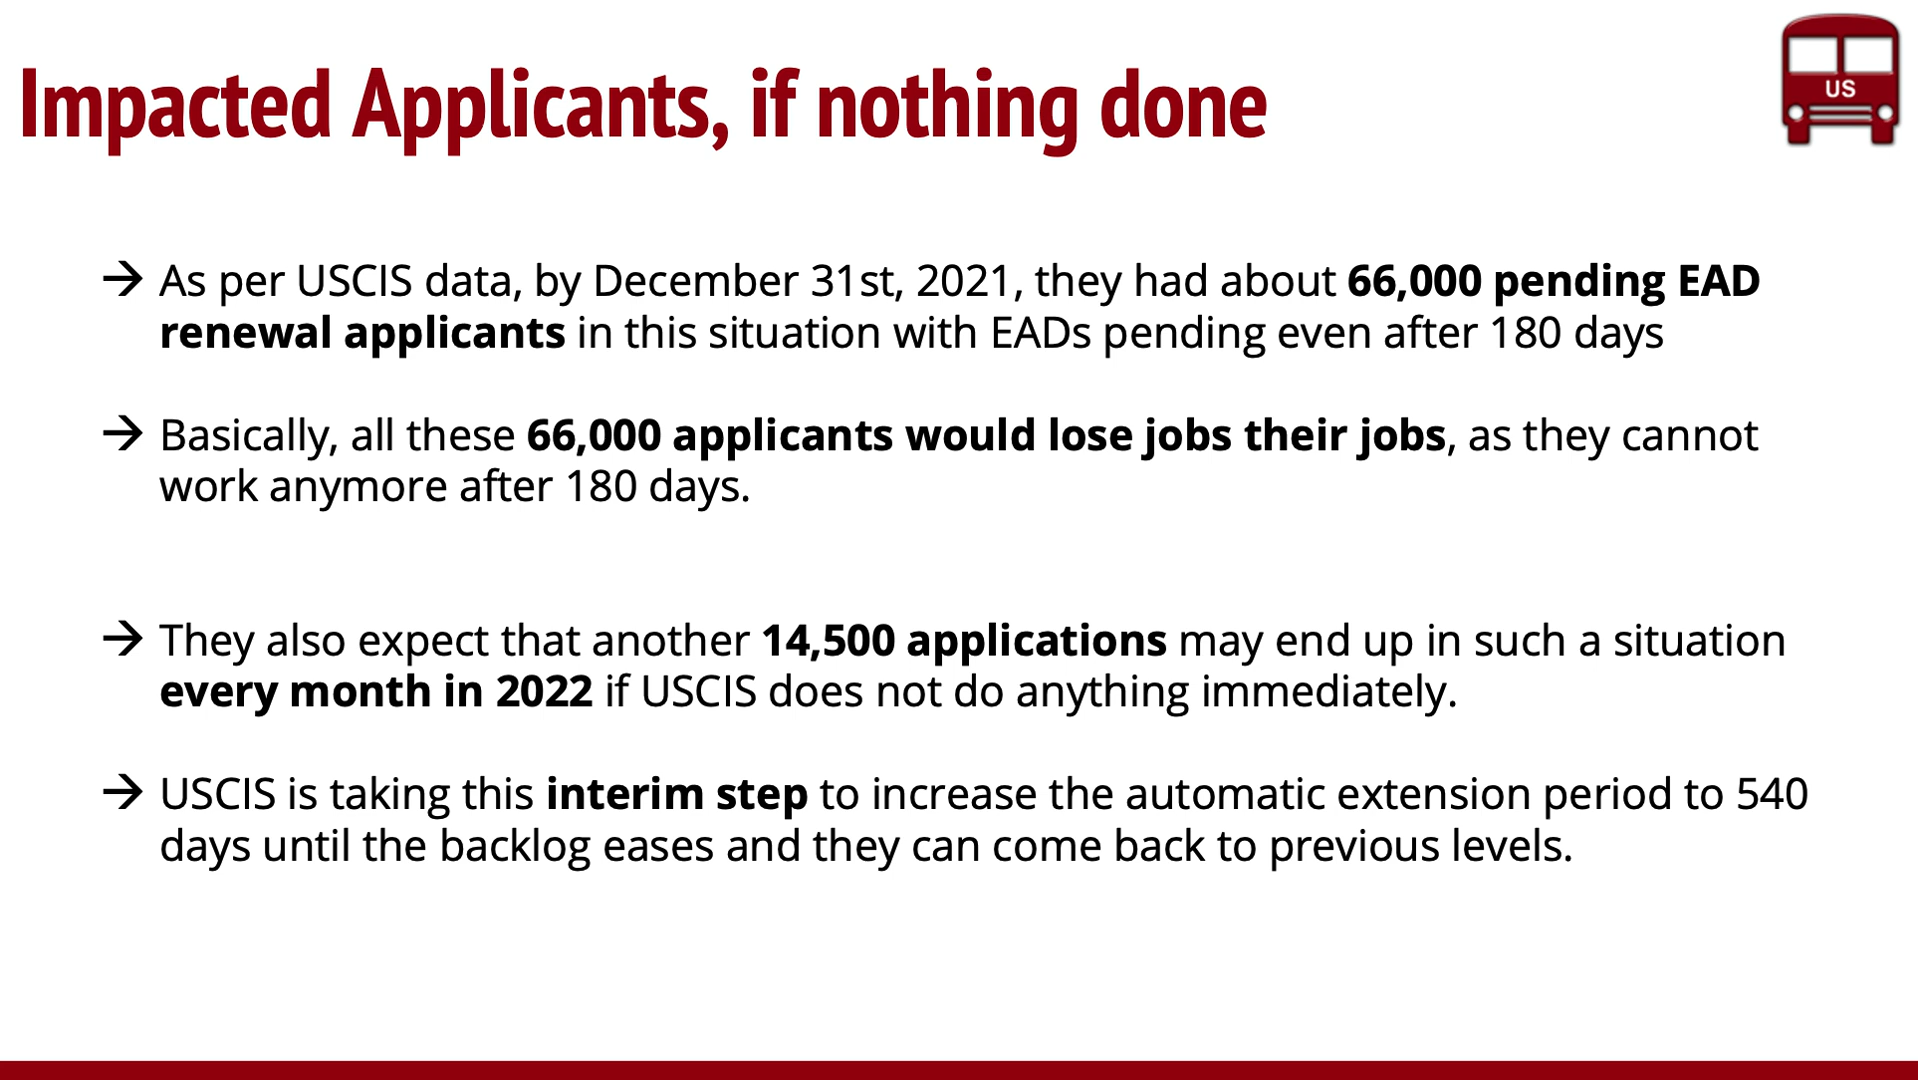 US
Impacted Applicants, if nothing done
→ As per USCIS data, by December 31st, 2021, they had about 66,000 pending EAD
renewal applicants in this situation with EADs pending even after 180 days
→ Basically, all these 66,000 applicants would lose jobs their jobs, as they cannot
work anymore after 180 days.
→ They also expect that another 14,500 applications may end up in such a situation
every month in 2022 if USCIS does not do anything immediately.
→ USCIS is taking this interim step to increase the automatic extension period to 540
days until the backlog eases and they can come back to previous levels.